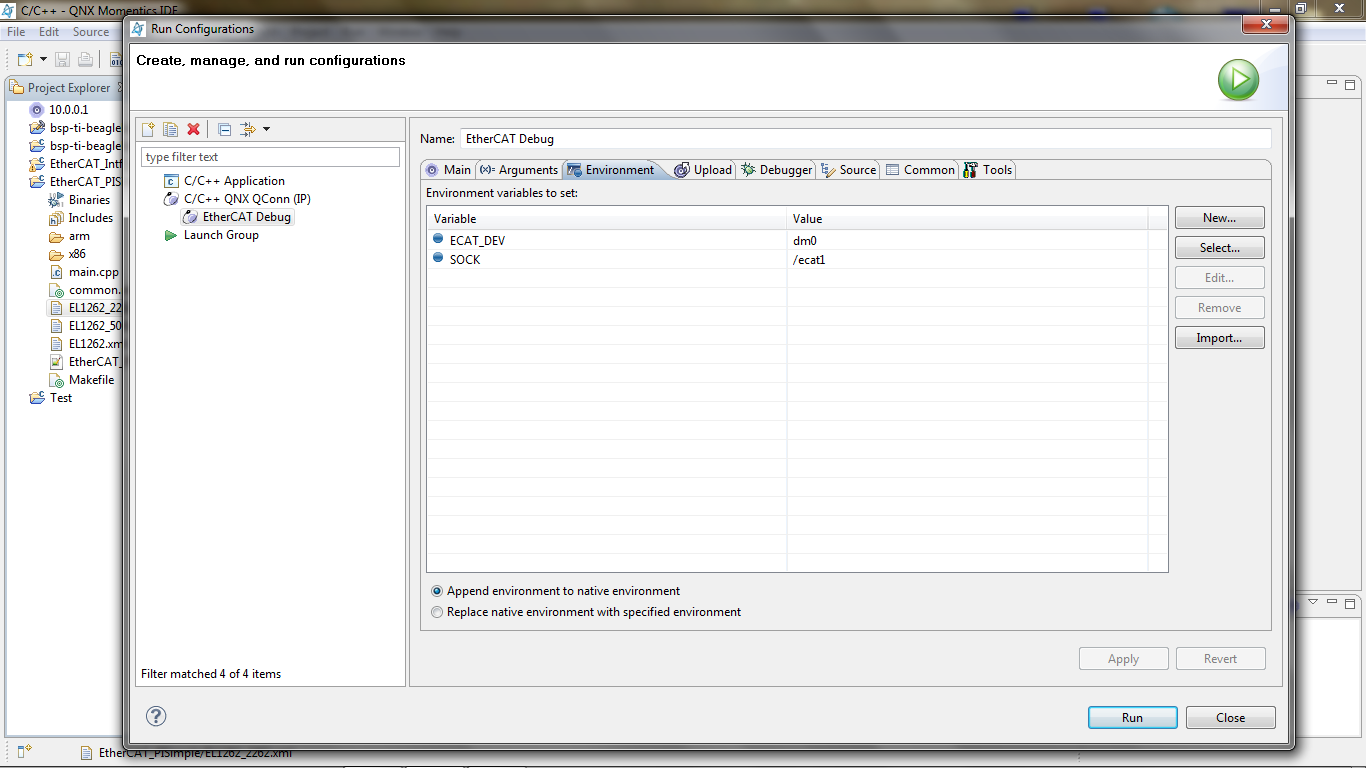 C/C++ - QNX Momentics IDE
File Edit Source
Run Configurations
Create, manage, and run configurations
Project Explorer
10.0.0.1
bsp-ti-beagle
bsp-ti-beagle
EtherCAT_Intf
EtherCAT_PISi
Binaries
Includes
arm
x86
main.cpp
common.
EL1262_22
EL1262_50
EL1262.xm
EtherCAT_
Makefile
Test
type filter text
C/C++ Application
C/C++ QNX QConn (IP)
EtherCAT Debug
Launch Group
Filter matched 4 of 4 items
Name: EtherCAT Debug
Main Arguments Environment Upload Debugger Source Common Tools
Environment variables to set:
Variable Value
ECAT_DEV dm0
SOCK /ecat1
New...
Select...
Edit...
Remove
Import...
Append environment to native environment
Replace native environment with specified environment
Apply Revert
Run Close
EtherCAT_PISimple/EL1262_2262.xml